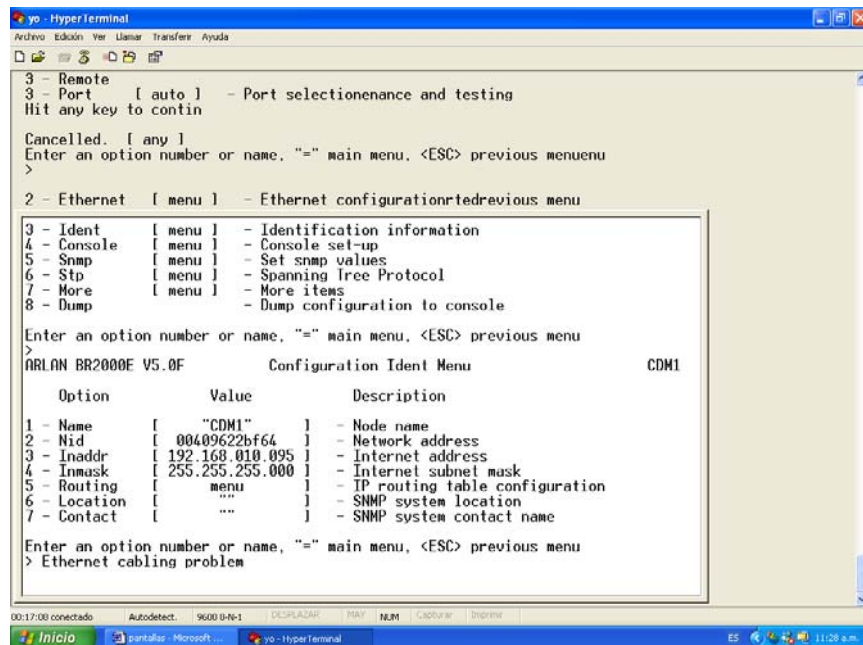 yo - HyperTerminal
Archivo Edición Ver Llamar Transferir Ayuda
3 - Remote
3 - Port [ auto ] - Port selectionenance and testing
Hit any key to contin
Cancelled. [ any ]
Enter an option number or name, "=" main menu, <ESC> previous menuenu
>
2 - Ethernet [ menu ] - Ethernet configurationrtedrevious menu
3 - Ident [ menu ] - Identification information
4 - Console [ menu ] - Console set-up
5 - Snmp [ menu ] - Set snmp values
6 - Stp [ menu ] - Spanning Tree Protocol
7 - More [ menu ] - More items
8 - Dump - Dump configuration to console
Enter an option number or name, "=" main menu, <ESC> previous menu
>
ARLAN BR2000E V5.0F Configuration Ident Menu CDM1
Option Value Description
1 - Name [ "CDM1" ] - Node name
2 - Nid [ 00409622bf64 ] - Network address
3 - Inaddr [ 192.168.010.095 ] - Internet address
4 - Inmask [ 255.255.255.000 ] - Internet subnet mask
5 - Routing [ menu ] - IP routing table configuration
6 - Location [ "" ] - SNMP system location
7 - Contact [ "" ] - SNMP system contact name
Enter an option number or name, "=" main menu, <ESC> previous menu
> Ethernet cabling problem
00:17:08 conectado Autodetect. 9600 8-N-1 DESPLAZAR MAY NUM Capturar Imprimir
Inicio pantallas - Microsoft ... yo - HyperTerminal ES 11:28 a.m.